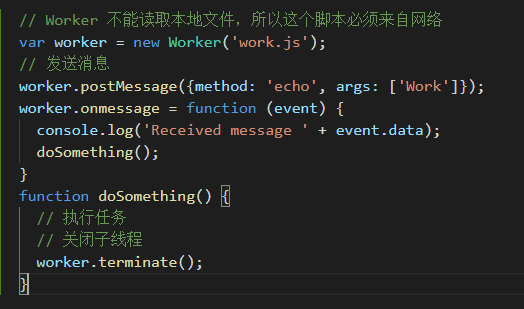 // Worker 不能读取本地文件，所以这个脚本必须来自网络
var worker = new Worker('work.js');
// 发送消息
worker.postMessage({method: 'echo', args: ['Work']});
worker.onmessage = function (event) {
  console.log('Received message ' + event.data);
  doSomething();
}
function doSomething() {
  // 执行任务
  // 关闭子线程
  worker.terminate();
}